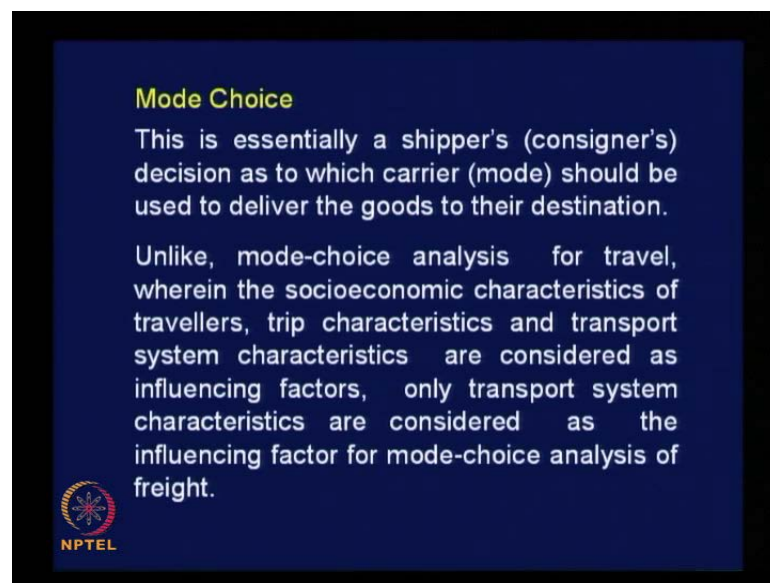 Mode Choice
This is essentially a shipper's (consigner's)
decision as to which carrier (mode) should be
used to deliver the goods to their destination.
Unlike, mode-choice analysis for travel,
wherein the socioeconomic characteristics of
travellers, trip characteristics and transport
system characteristics are considered as
influencing factors, only transport system
characteristics are considered as the
influencing factor for mode-choice analysis of
freight.
NPTEL